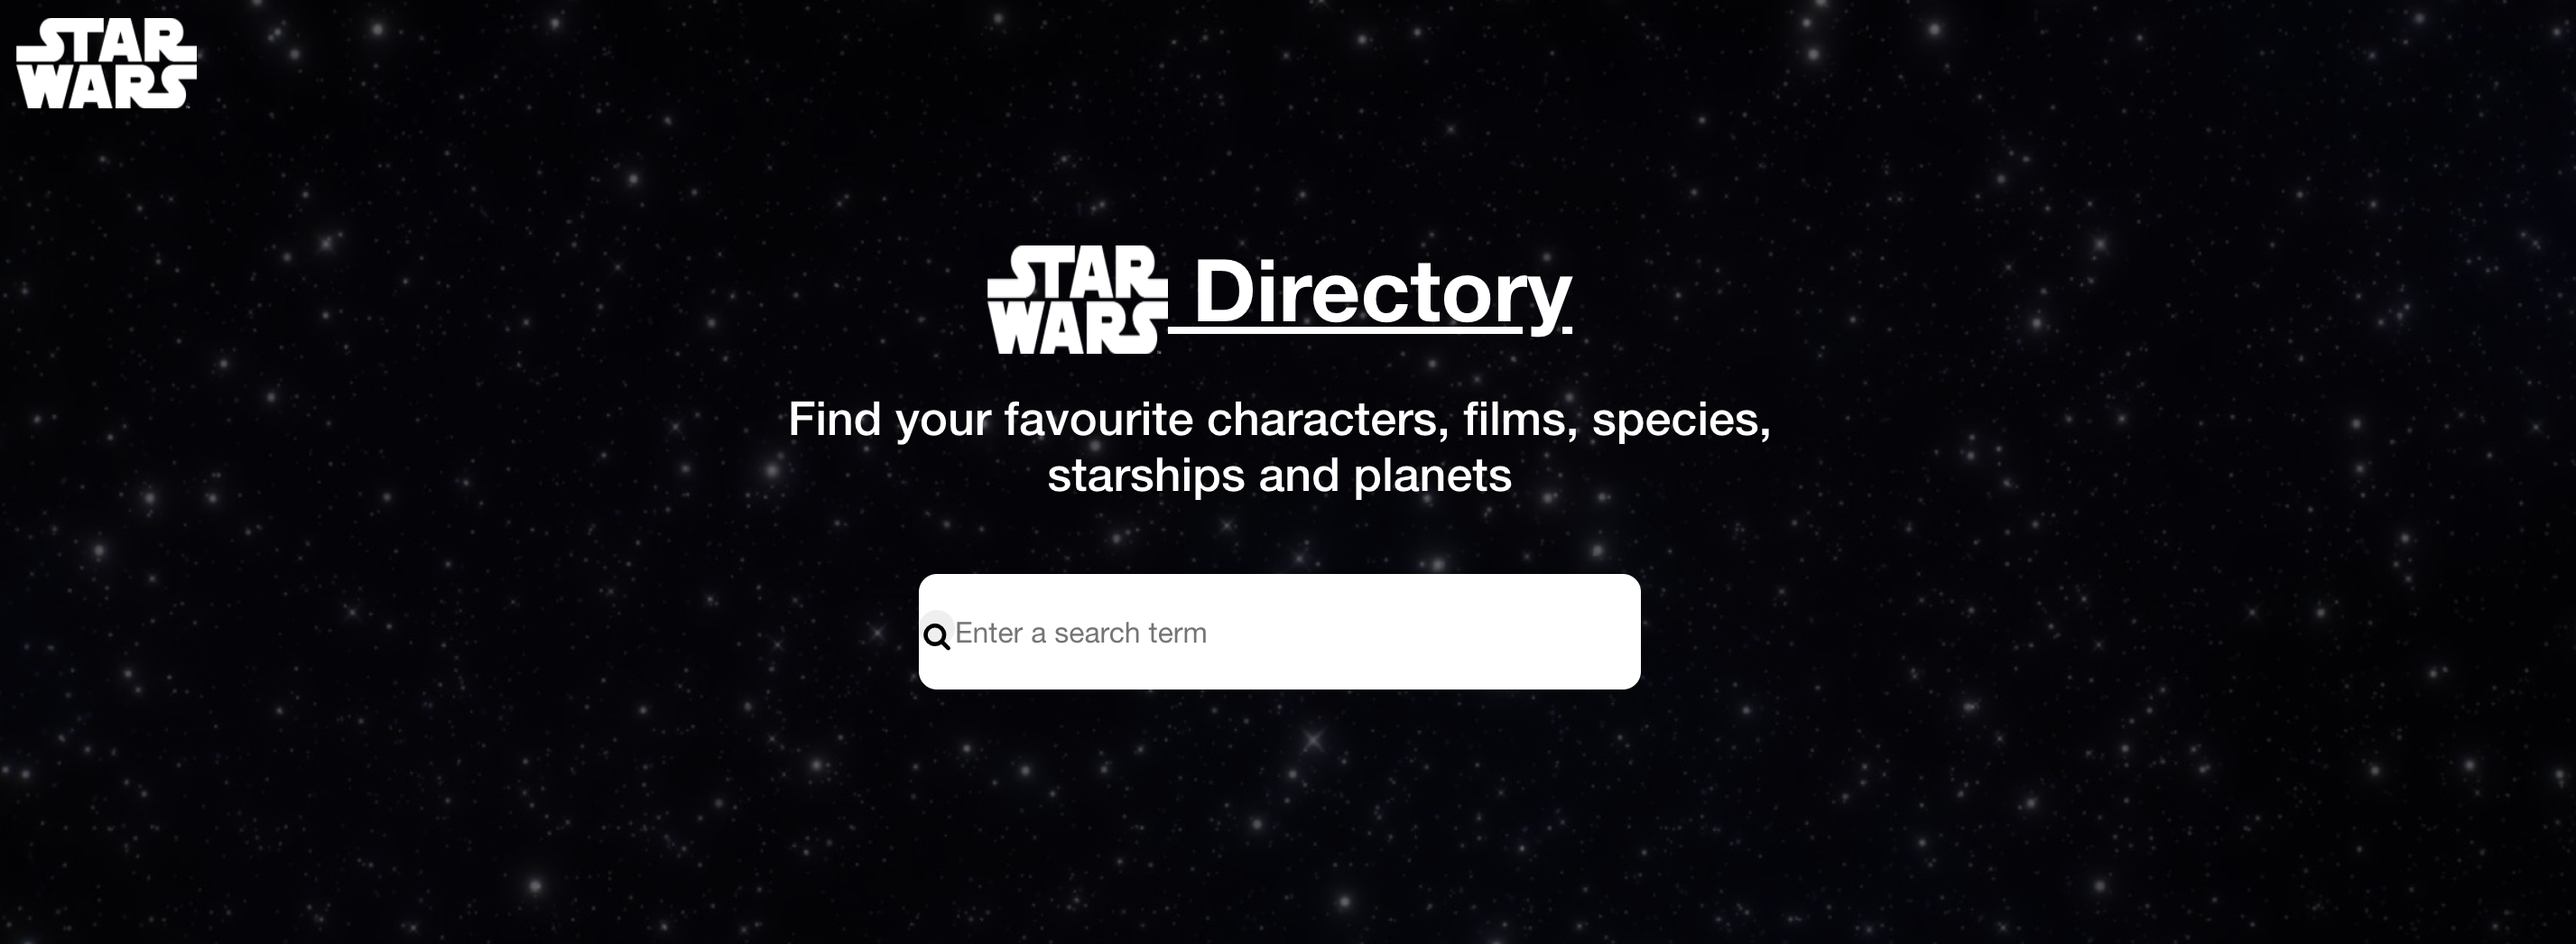 STAR
WARS
STAR
WARS Directory
Find your favourite characters, films, species,
starships and planets
Enter a search term